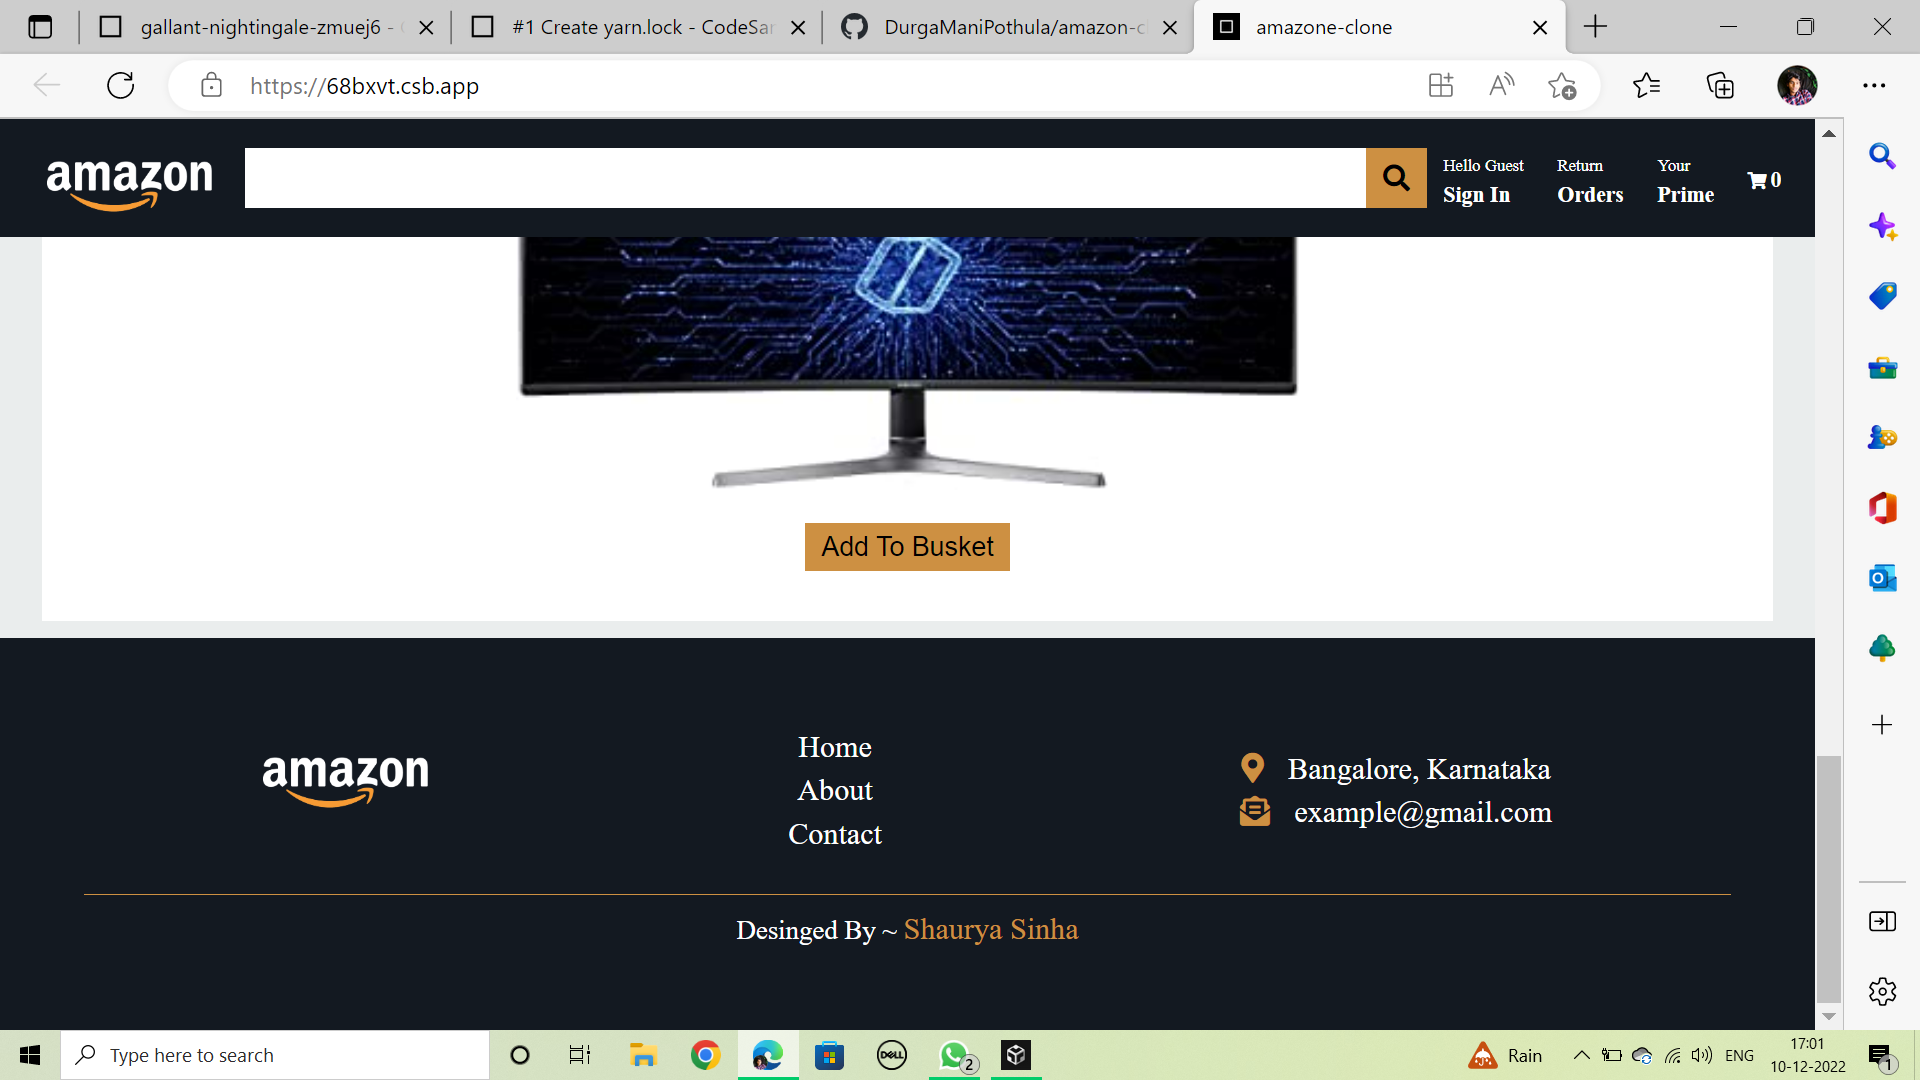 gallant-nightingale-zmuej6 -
#1 Create yarn.lock - CodeSar
DurgaManiPothula/amazon-c
amazone-clone
https://68bxvt.csb.app
amazon
Hello Guest
Sign In
Return
Orders
Your
Prime
0
Add To Busket
amazon
Home
About
Contact
Bangalore, Karnataka
example@gmail.com
Desinged By ~ Shaurya Sinha
Type here to search
DELL
2
Rain
ENG
17:01
10-12-2022
1